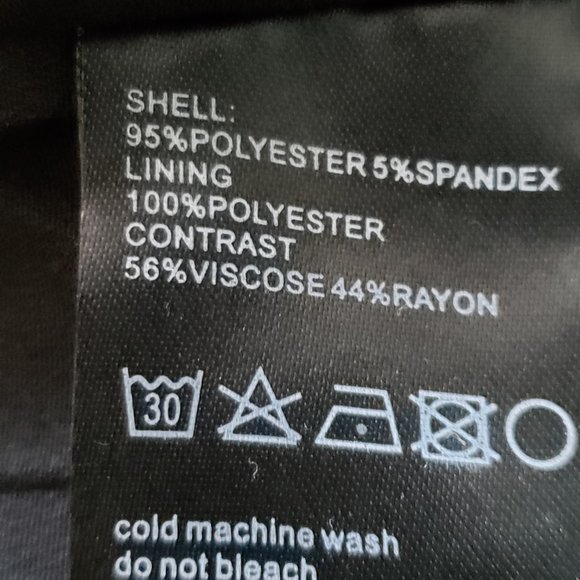 SHELL:
95%POLYESTER 5%SPANDEX
LINING
100%POLYESTER
CONTRAST
56%VISCOSE 44%RAYON
30
cold machine wash
do not bleach